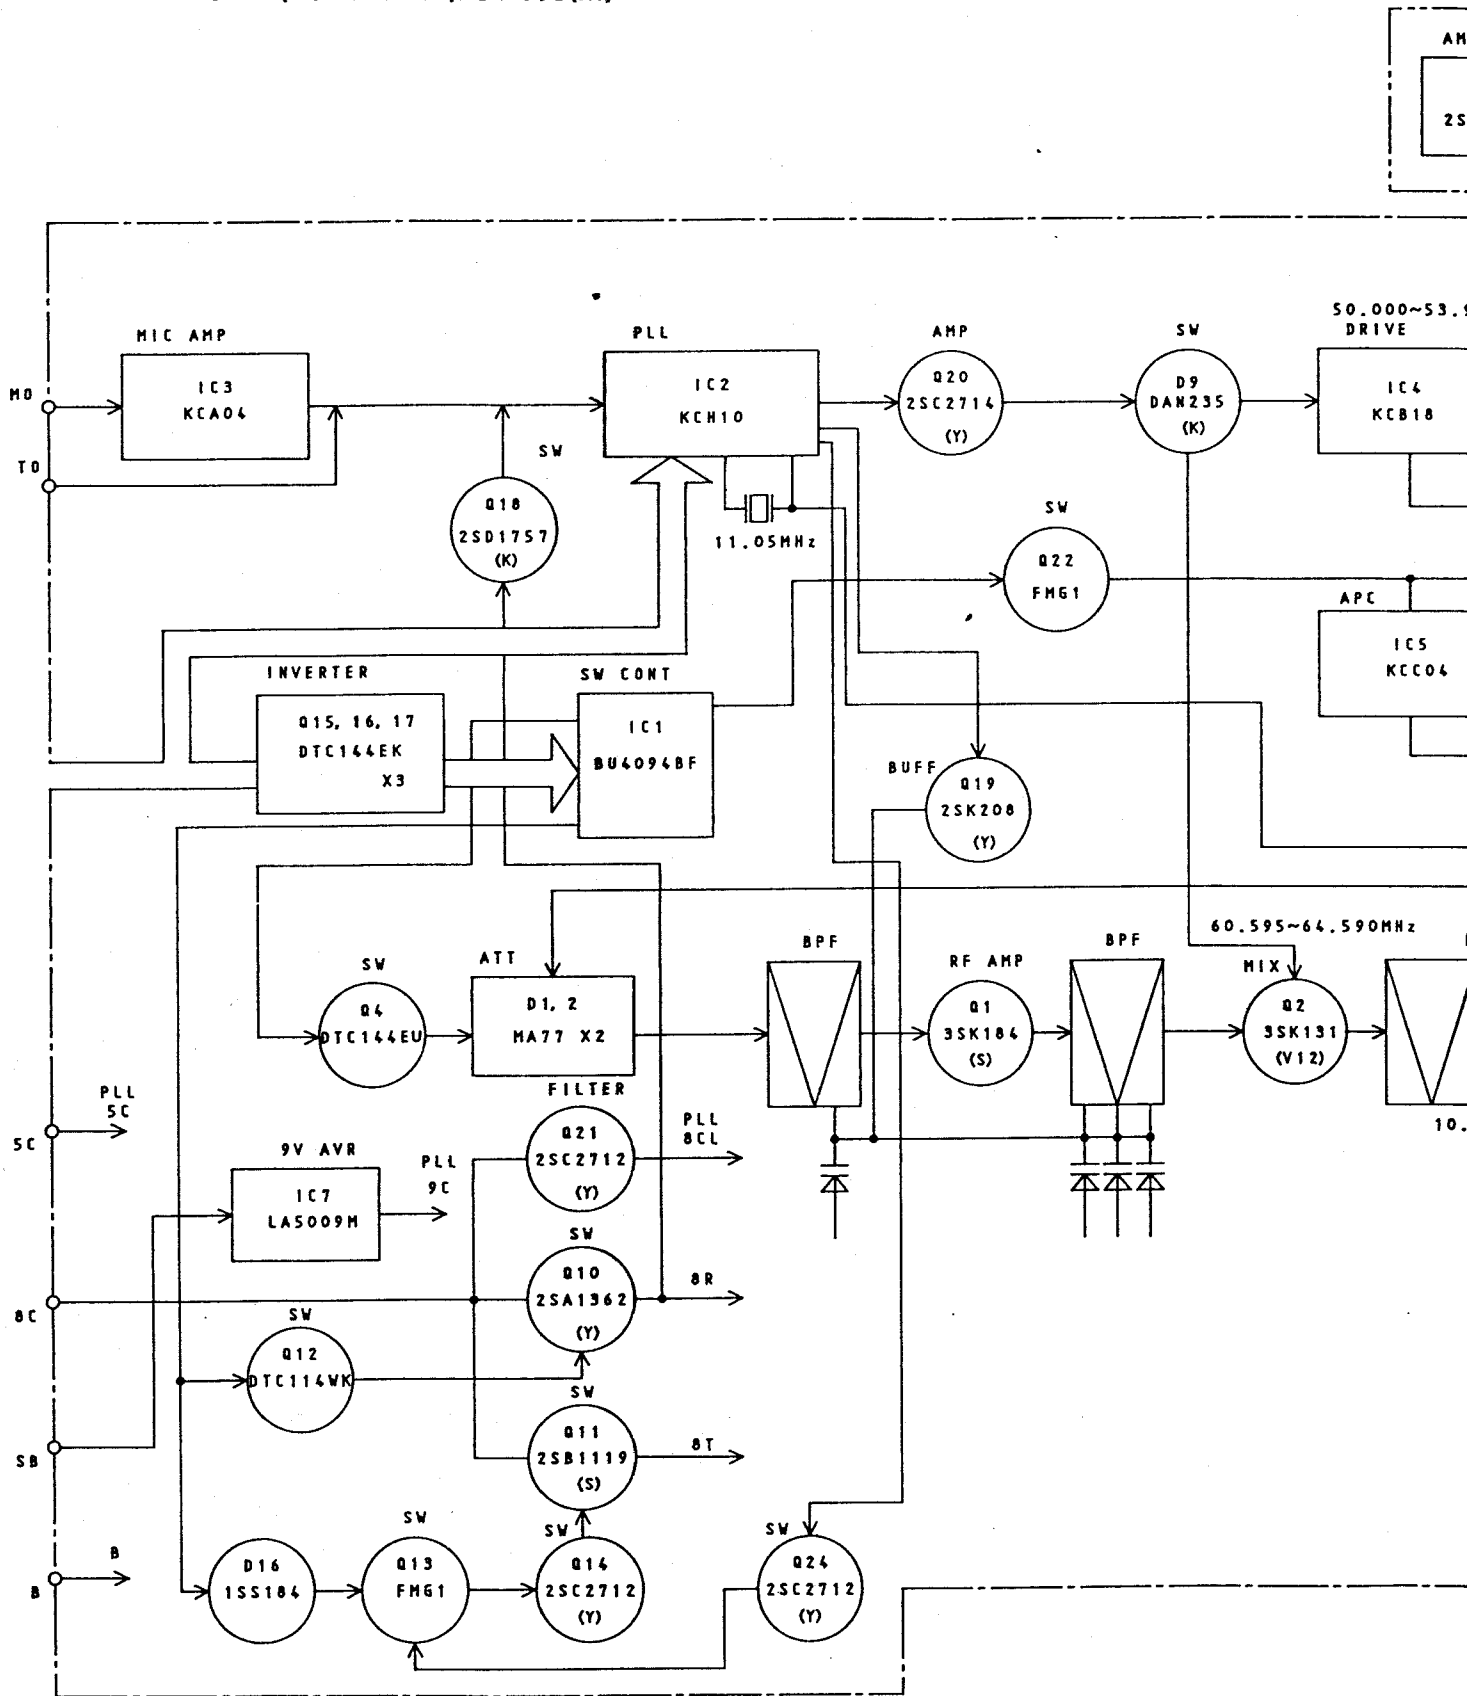 AM
2S
50.000~53.9
DRIVE
MIC AMP
PLL
AMP
SW
IC3
KCA04
IC2
KCH10
Q20
2SC2714
(Y)
D9
DAN235
(K)
IC4
KCB18
MO
TO
SW
Q18
2SD1757
(K)
11.05MHz
SW
Q22
FMG1
APC
IC5
KCC04
INVERTER
Q15, 16, 17
DTC144EK
X3
SW CONT
IC1
BU4094BF
BUFF
Q19
2SK208
(Y)
60.595~64.590MHz
SW
Q4
DTC144EU
ATT
D1, 2
MA77 X2
BPF
RF AMP
Q1
3SK184
(S)
BPF
MIX
Q2
3SK131
(V12)
10.
PLL
5C
5C
FILTER
Q21
2SC2712
(Y)
PLL
8CL
9V AVR
IC7
LA5009M
PLL
9C
SW
Q10
2SA1362
(Y)
8R
8C
SW
Q12
DTC114WK
SW
Q11
2SB1119
(S)
8T
SB
B
B
D16
1SS184
SW
Q13
FMG1
SW
Q14
2SC2712
(Y)
SW
Q24
2SC2712
(Y)